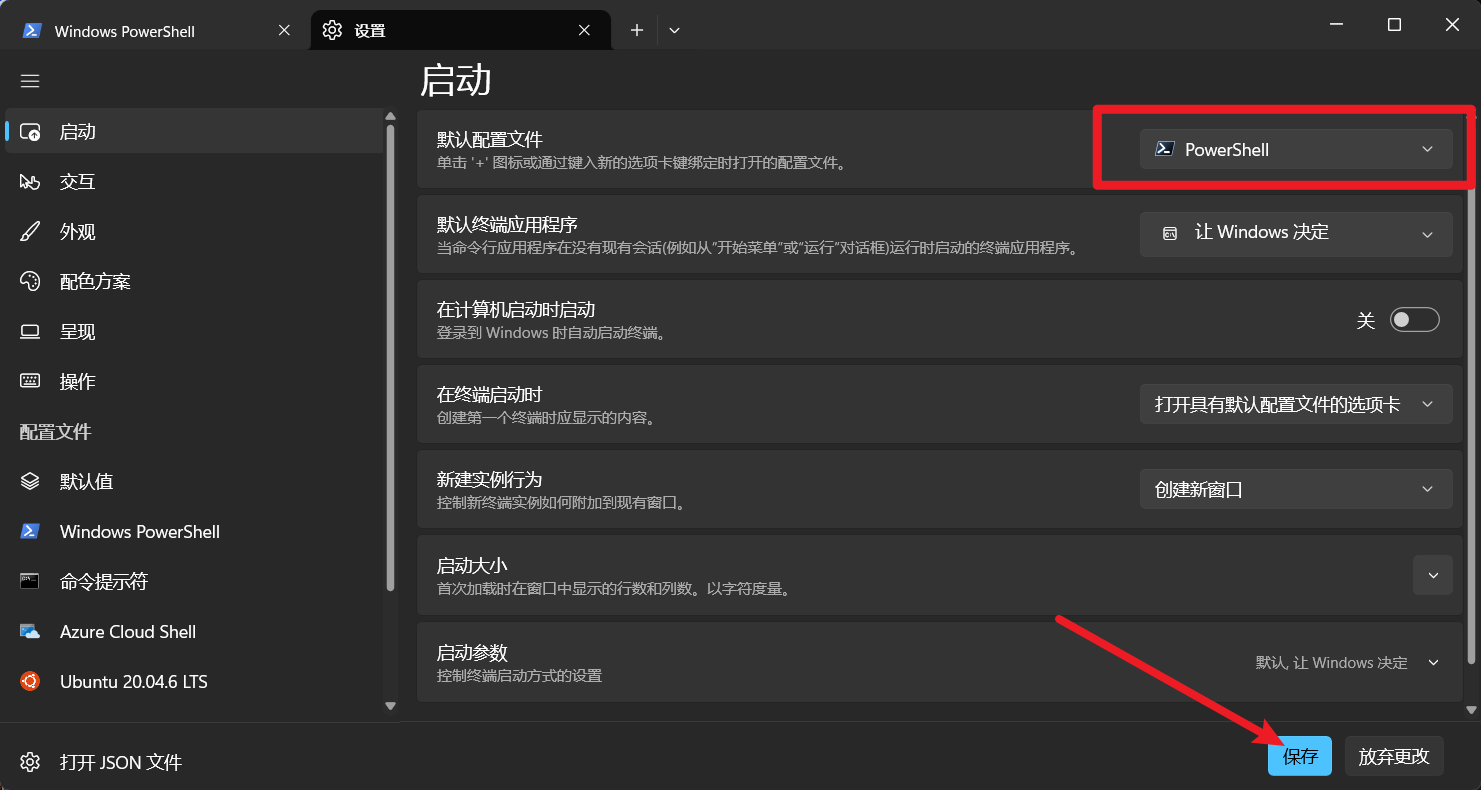 Windows PowerShell
设置
启动
交互
外观
配色方案
呈现
操作
配置文件
默认值
Windows PowerShell
命令提示符
Azure Cloud Shell
Ubuntu 20.04.6 LTS
打开 JSON 文件
启动
默认配置文件
单击 '+' 图标或通过键入新的选项卡键绑定时打开的配置文件。
PowerShell
默认终端应用程序
当命令行应用程序在没有现有会话(例如从“开始菜单”或“运行”对话框)运行时启动的终端应用程序。
让 Windows 决定
在计算机启动时启动
登录到 Windows 时自动启动终端。
关
在终端启动时
创建第一个终端时应显示的内容。
打开具有默认配置文件的选项卡
新建实例行为
控制新终端实例如何附加到现有窗口。
创建新窗口
启动大小
首次加载时在窗口中显示的行数和列数。以字符度量。
启动参数
控制终端启动方式的设置
默认, 让 Windows 决定
保存
放弃更改